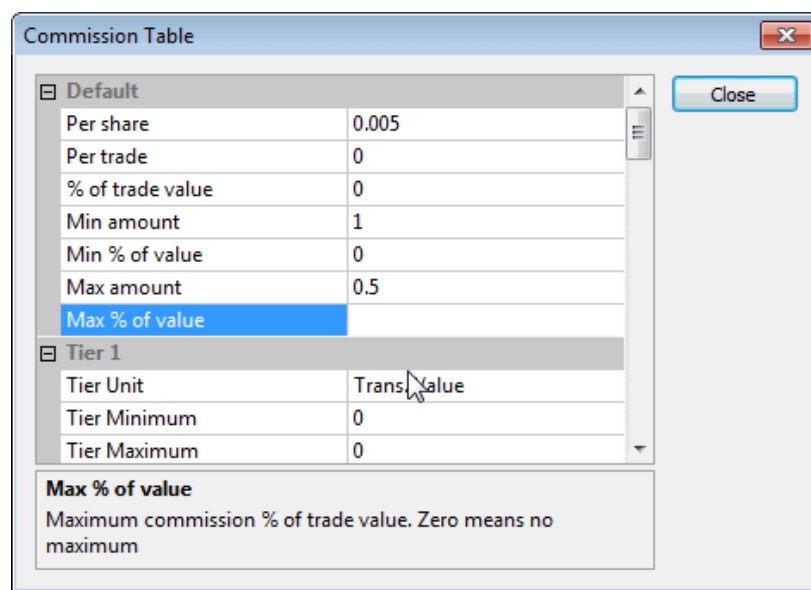 Commission Table
Default
Close
Per share 0.005
Per trade 0
% of trade value 0
Min amount 1
Min % of value 0
Max amount 0.5
Max % of value
Tier 1
Tier Unit Trans. Value
Tier Minimum 0
Tier Maximum 0
Max % of value
Maximum commission % of trade value. Zero means no
maximum